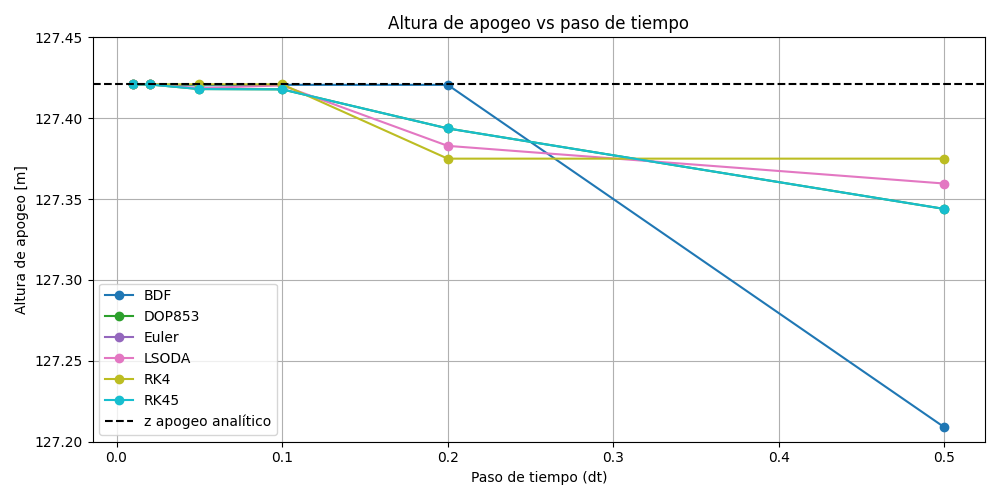 Altura de apogeo vs paso de tiempo
Altura de apogeo [m]
127.45
127.40
127.35
127.30
127.25
127.20
BDF
DOP853
Euler
LSODA
RK4
RK45
z apogeo analítico
0.0
0.1
0.2
0.3
0.4
0.5
Paso de tiempo (dt)